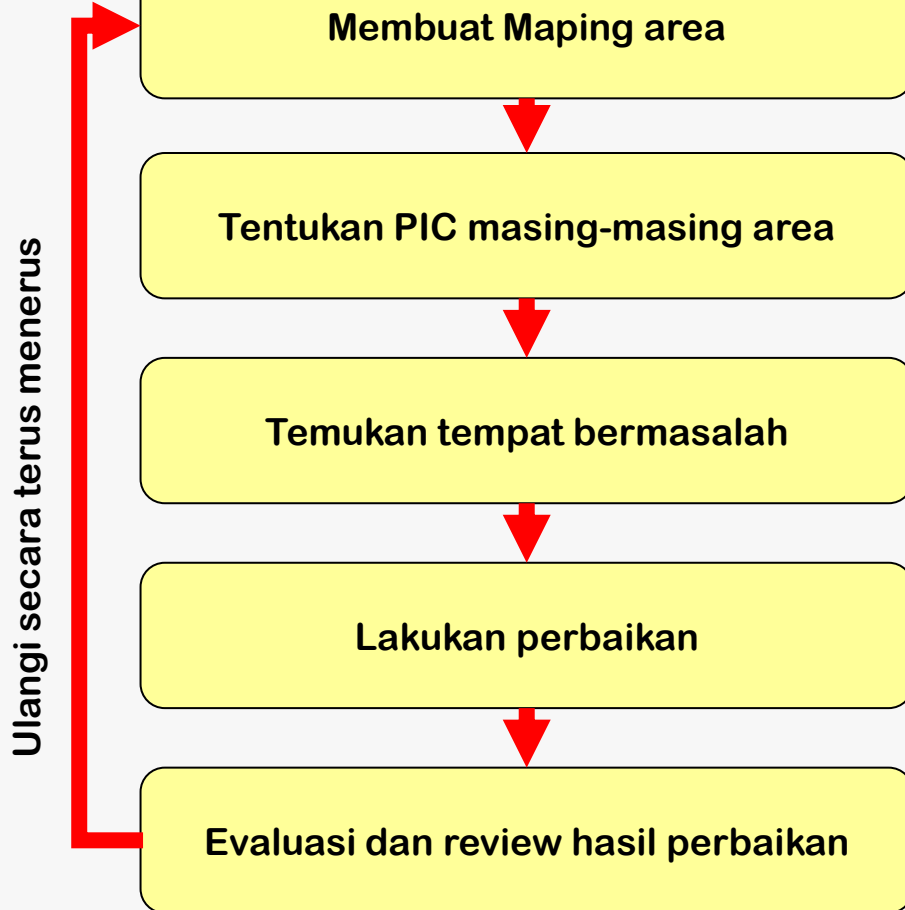 Membuat Maping area
Tentukan PIC masing-masing area
Temukan tempat bermasalah
Lakukan perbaikan
Evaluasi dan review hasil perbaikan
Ulangi secara terus menerus